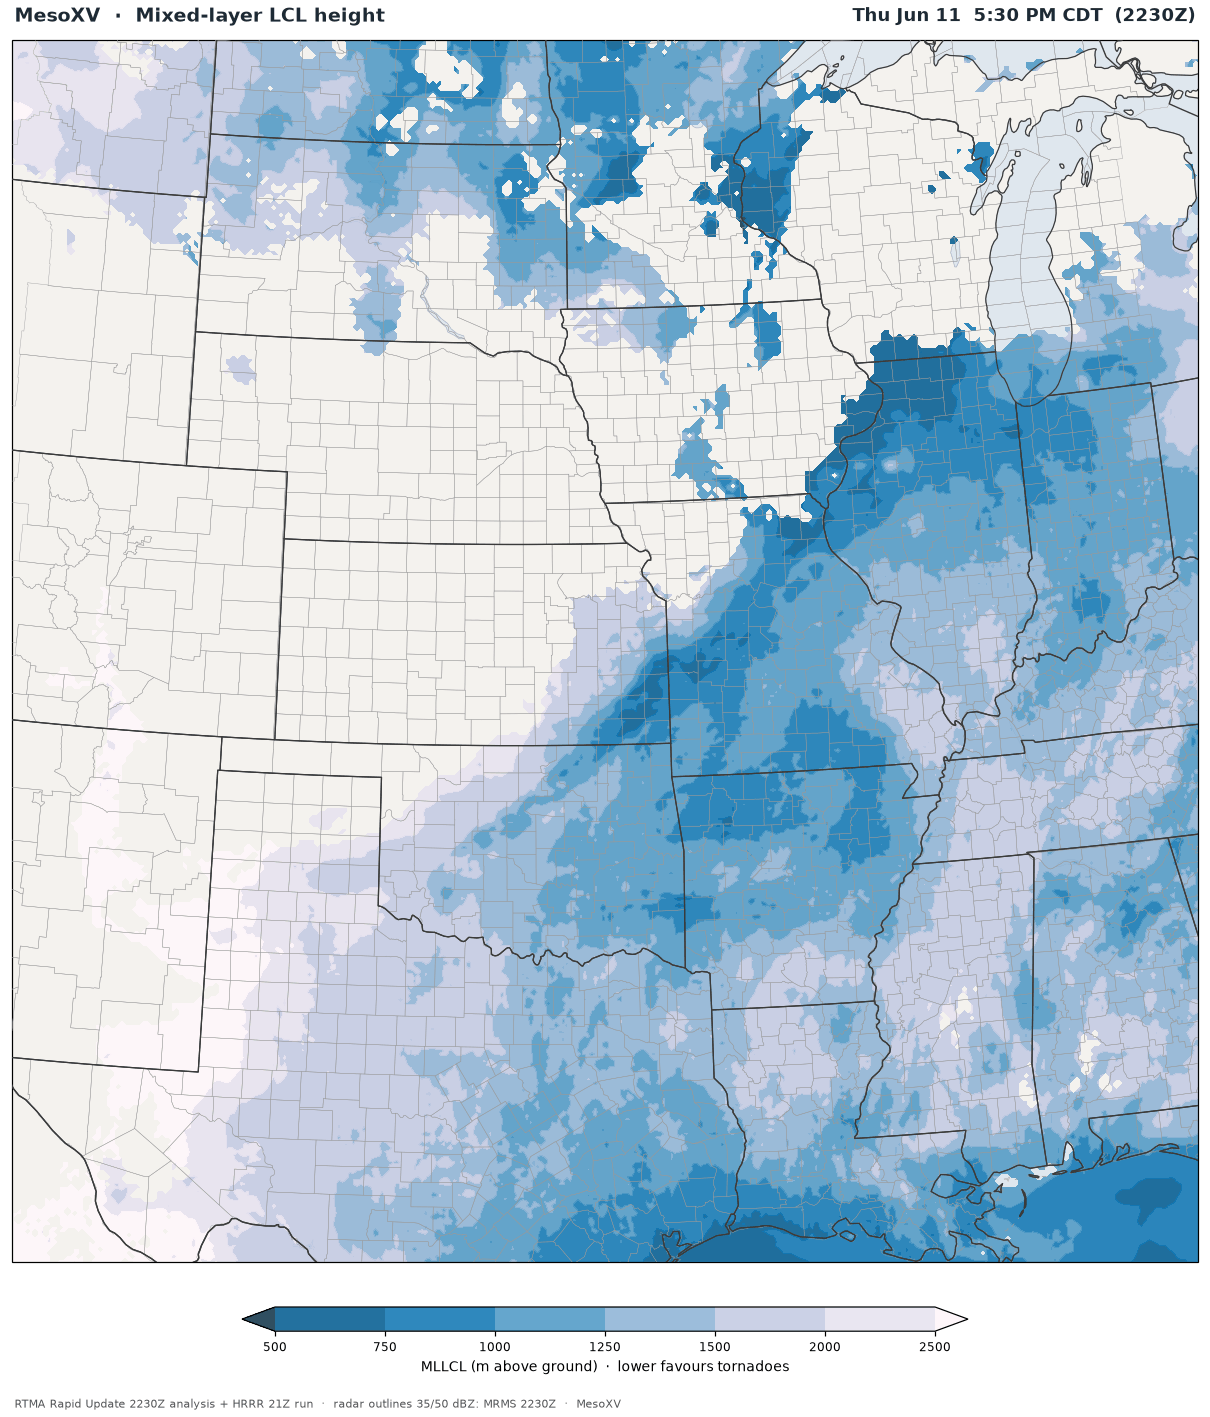 MesoXV · Mixed-layer LCL height
Thu Jun 11 5:30 PM CDT (2230Z)
500 750 1000 1250 1500 2000 2500
MLLCL (m above ground) · lower favours tornadoes
RTMA Rapid Update 2230Z analysis + HRRR 21Z run · radar outlines 35/50 dBZ: MRMS 2230Z · MesoXV